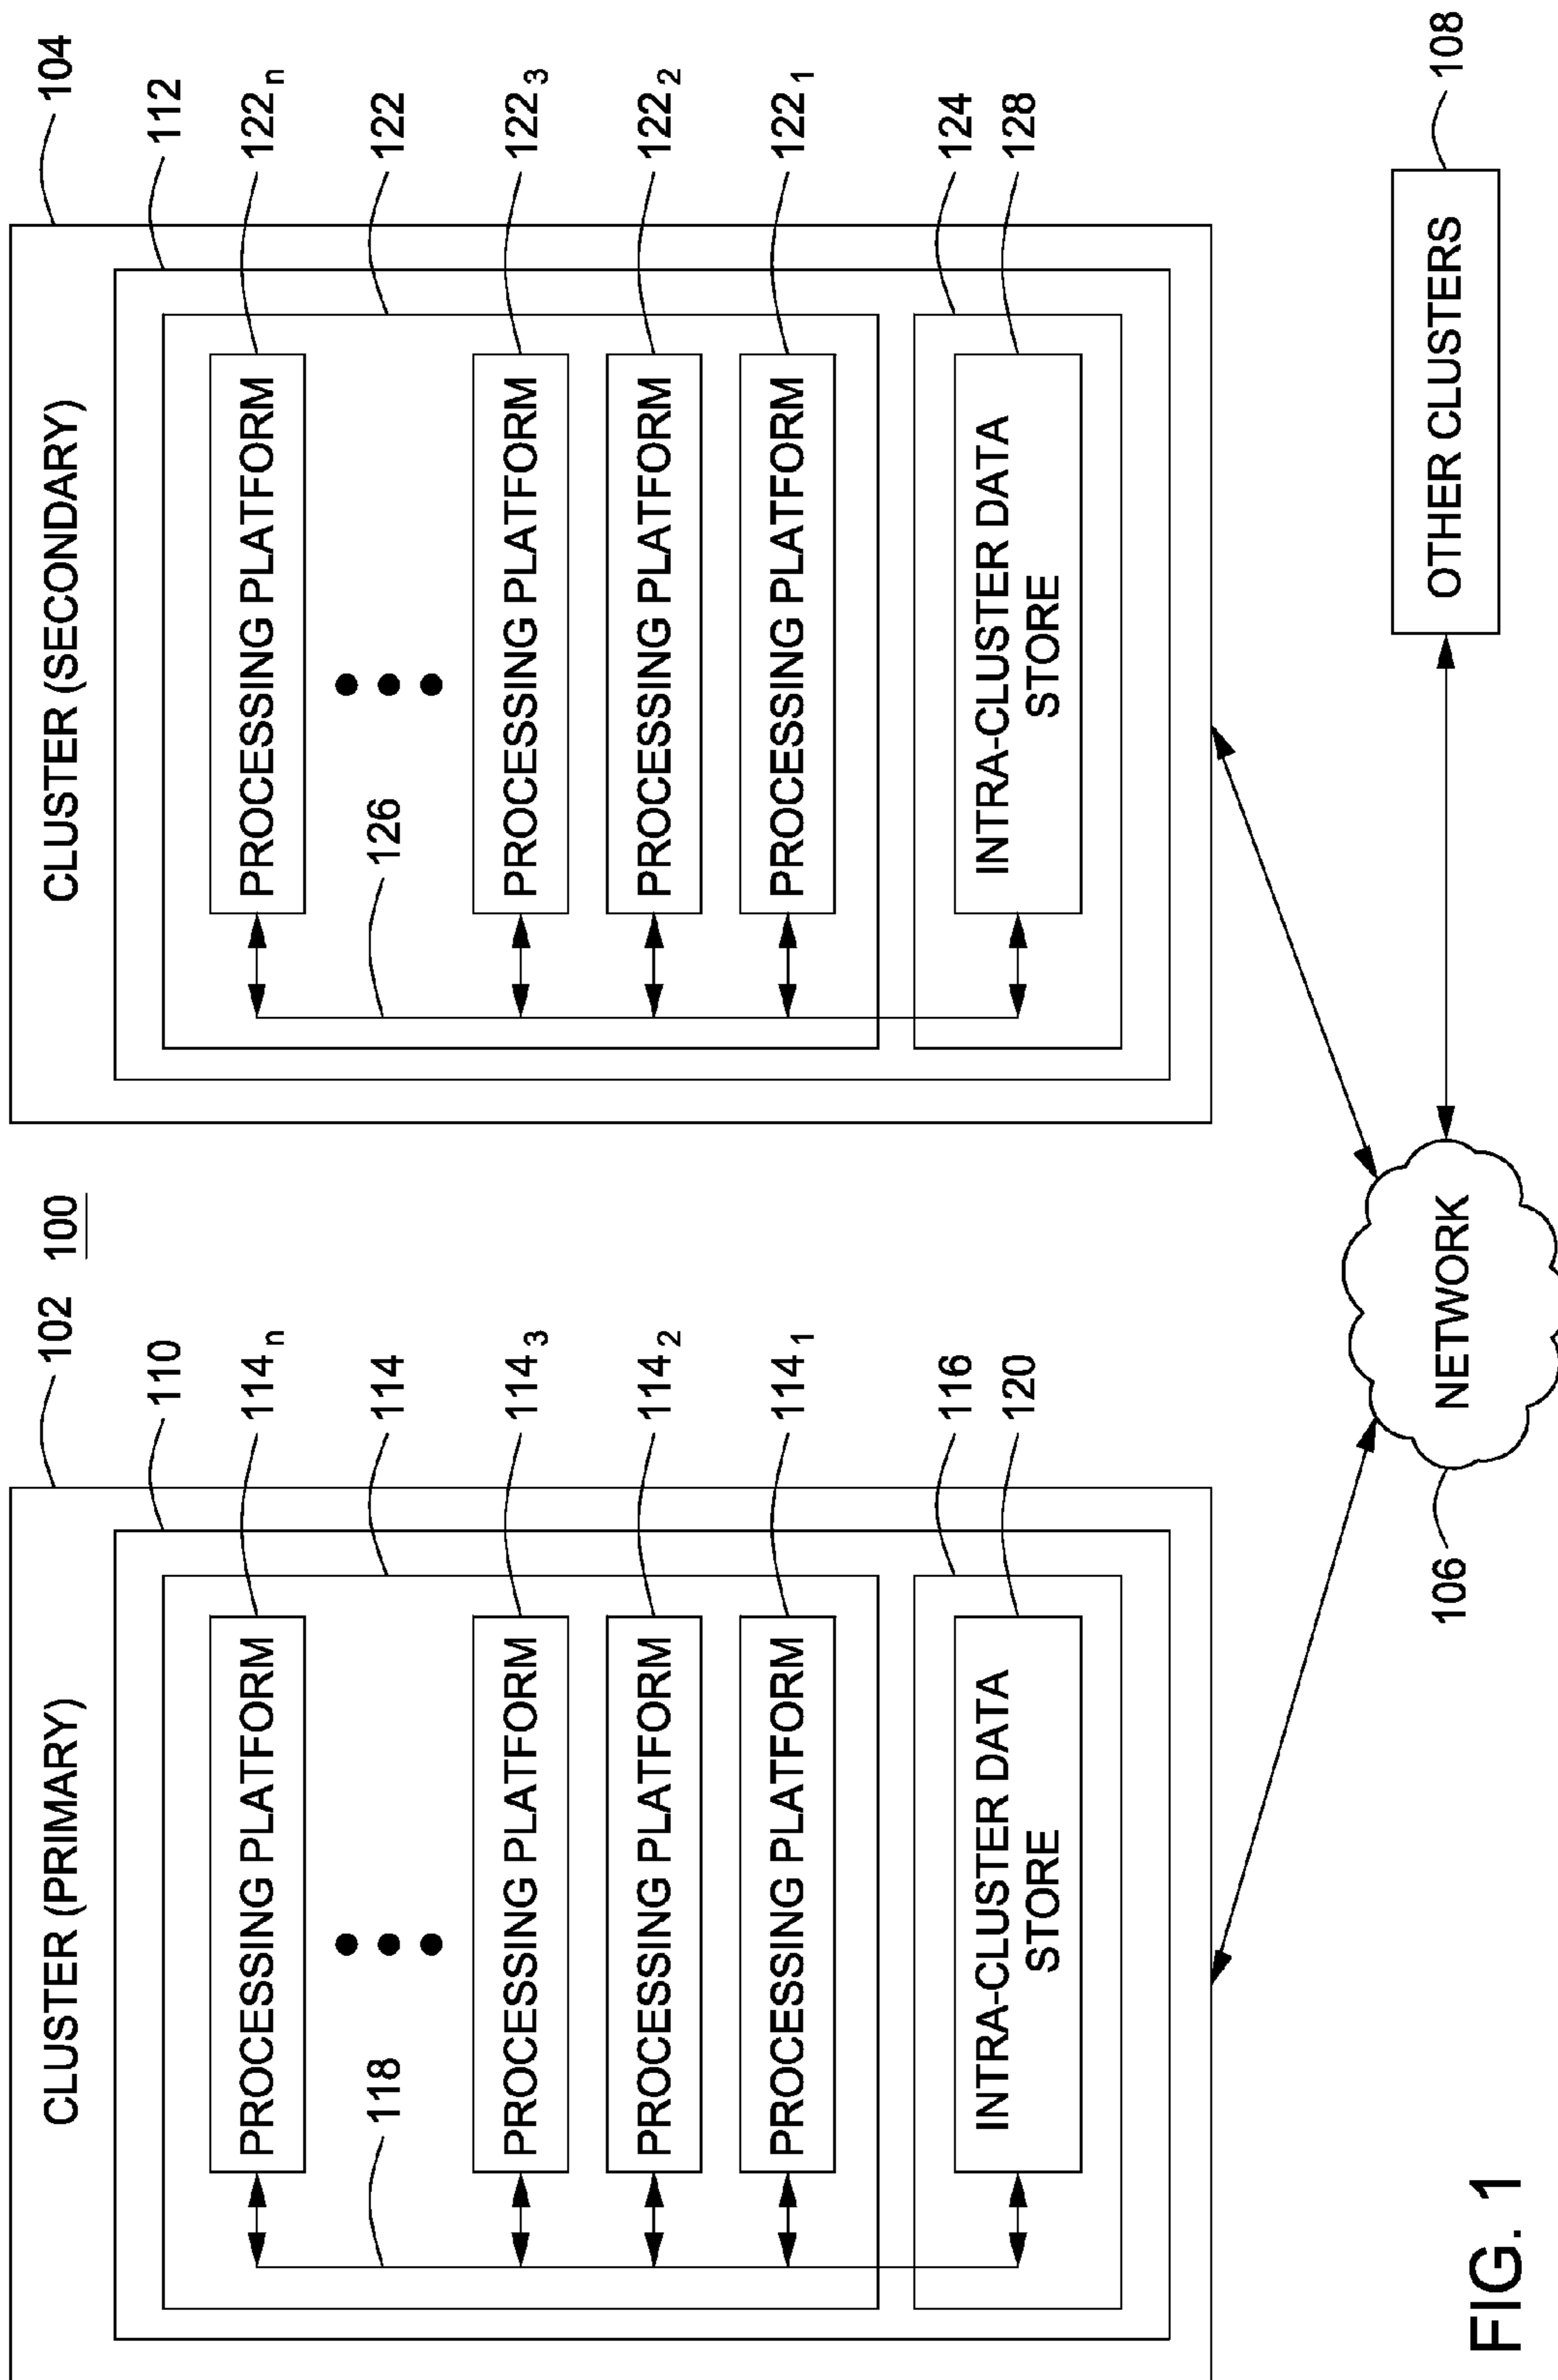 100
CLUSTER (PRIMARY)
102
110
PROCESSING PLATFORM
114n
114
118
PROCESSING PLATFORM
1143
PROCESSING PLATFORM
1142
PROCESSING PLATFORM
1141
116
INTRA-CLUSTER DATA
STORE
120
CLUSTER (SECONDARY)
104
112
PROCESSING PLATFORM
122n
122
126
PROCESSING PLATFORM
1223
PROCESSING PLATFORM
1222
PROCESSING PLATFORM
1221
124
INTRA-CLUSTER DATA
STORE
128
106
NETWORK
OTHER CLUSTERS
108
FIG. 1